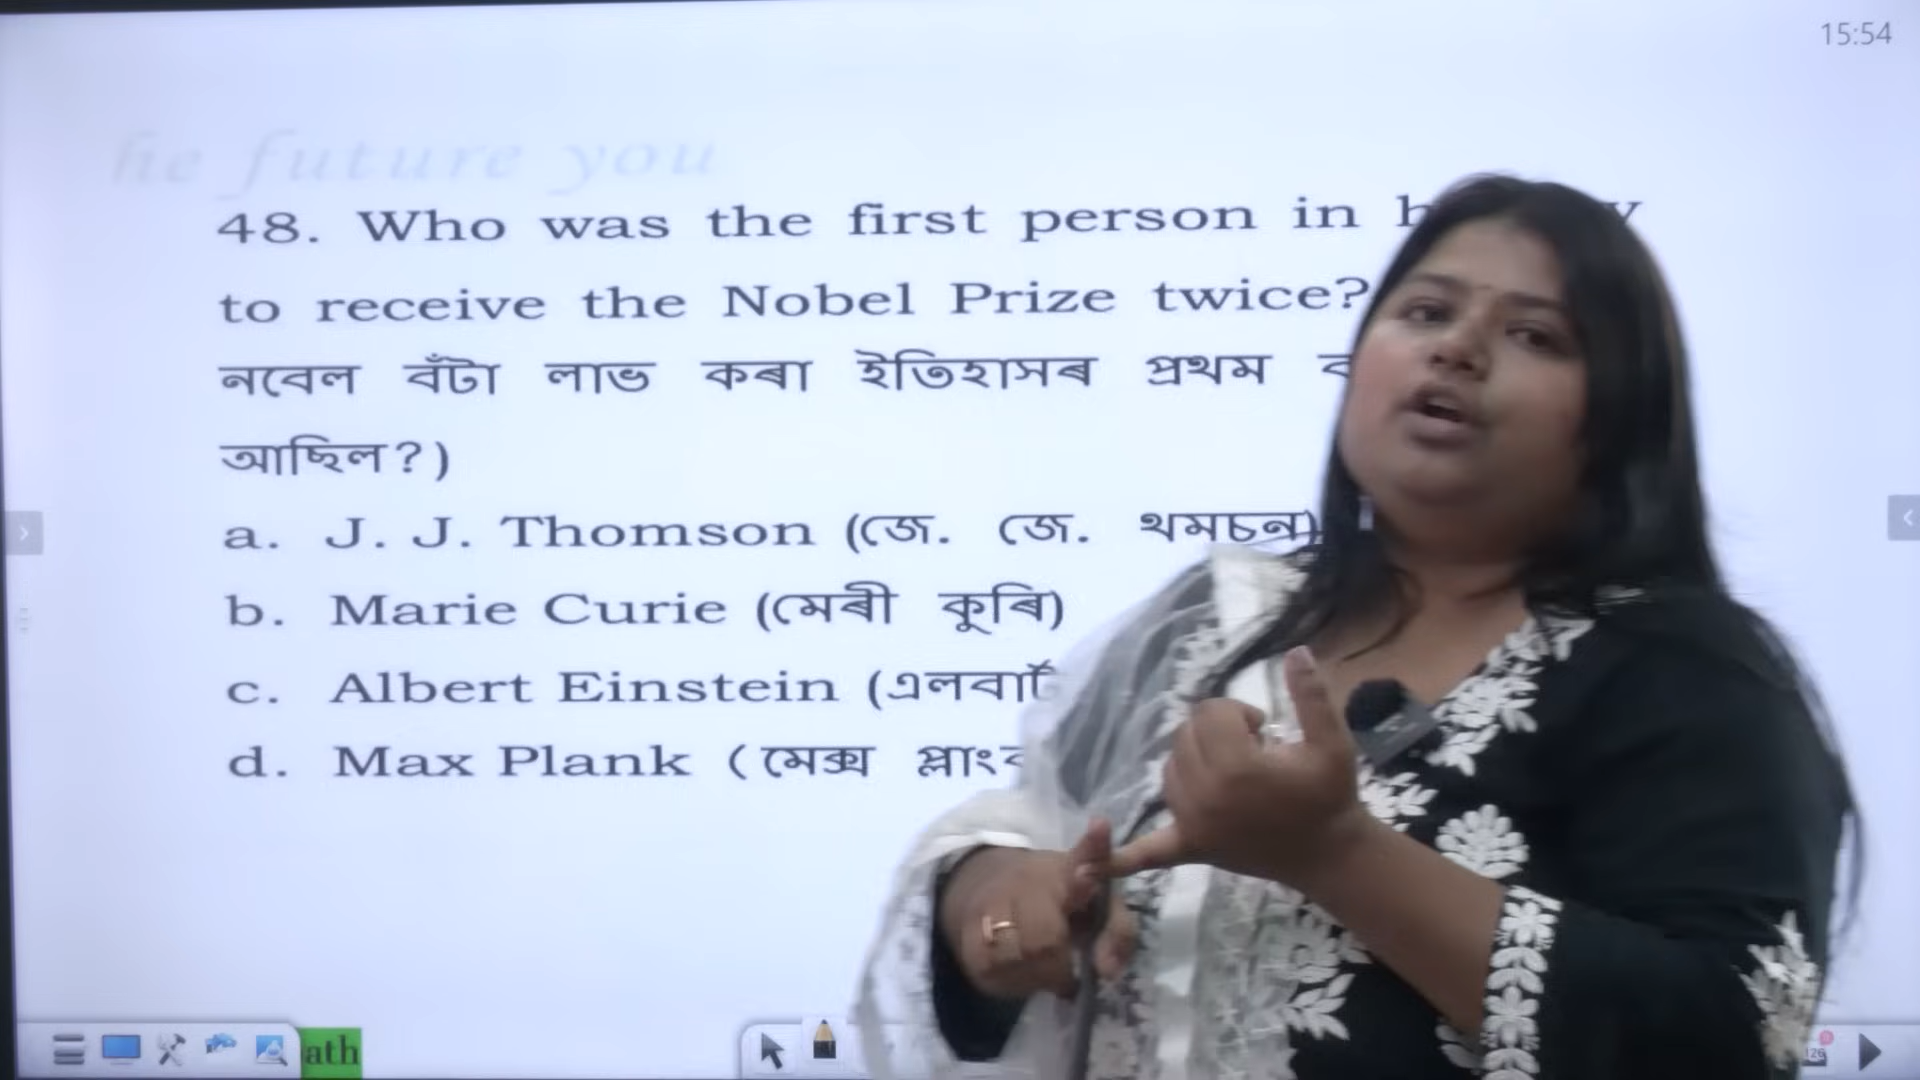 15:54
he future you
48. Who was the first person in
to receive the Nobel Prize twice?
নবেল বঁটা লাভ কৰা ইতিহাসৰ প্ৰথম
আছিল?)
a. J. J. Thomson (জে. জে. থমচন)
b. Marie Curie (মেৰী কুৰি)
c. Albert Einstein (এলবাৰ্ট
d. Max Plank (মেক্স
ath